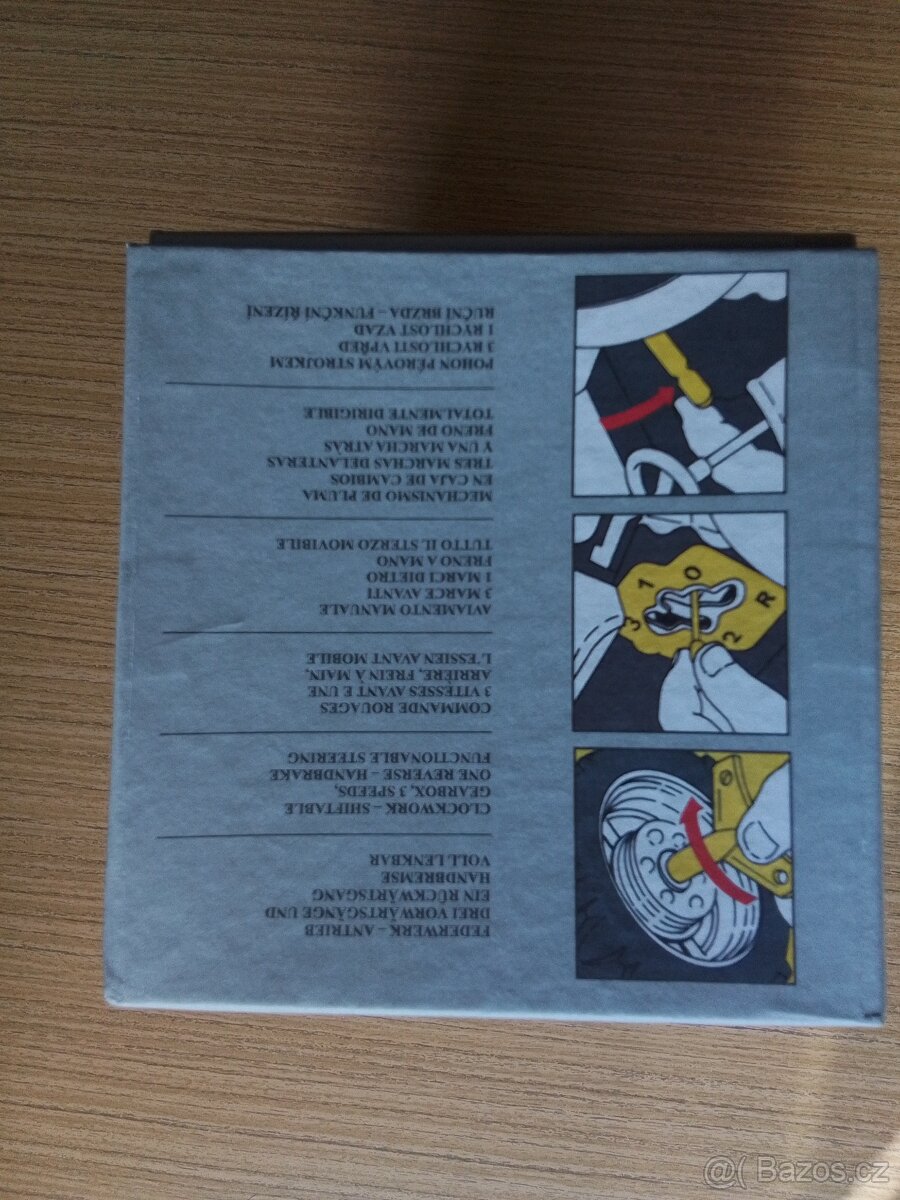 FEDERWERK – ANTRIEB
DREI VORWÄRTSGÄNGE UND
EIN RÜCKWÄRTSGANG
HANDBREMSE
VOLL LENKBAR
CLOCKWORK – SHIFTABLE
GEARBOX, 3 SPEEDS,
ONE REVERSE – HANDBRAKE
FUNCTIONABLE STEERING
COMMANDE ROUAGES
3 VITESSES AVANT E UNE
ARRIÈRE, FREIN À MAIN,
L'ESSIEN AVANT MOBILE
AVIAMENTO MANUALE
3 MARCE AVANTI
1 MARCI DIETRO
FRENO A MANO
TUTTO IL STERZO MOVIBILE
MECHANISMO DE PLUMA
EN CAJA DE CAMBIOS
TRES MARCHAS DELANTERAS
Y UNA MARCHA ATRÁS
FRENO DE MANO
TOTALMENTE DIRIGIBLE
POHON PÉROVÝM STROJKEM
3 RYCHLOSTI VPŘED
1 RYCHLOST VZAD
RUČNÍ BRZDA – FUNKČNÍ ŘÍZENÍ
3 1 0 2 R
@( Bazos.cz